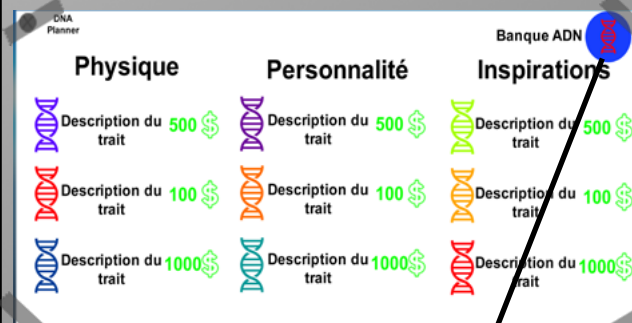 DNA
Planner
Banque ADN
Physique
Personnalité
Inspirations
Description du
trait
500 $
Description du
trait
500 $
Description du
trait
500 $
Description du
trait
100 $
Description du
trait
100 $
Description du
trait
100 $
Description du
trait
1000 $
Description du
trait
1000 $
Description du
trait
1000 $